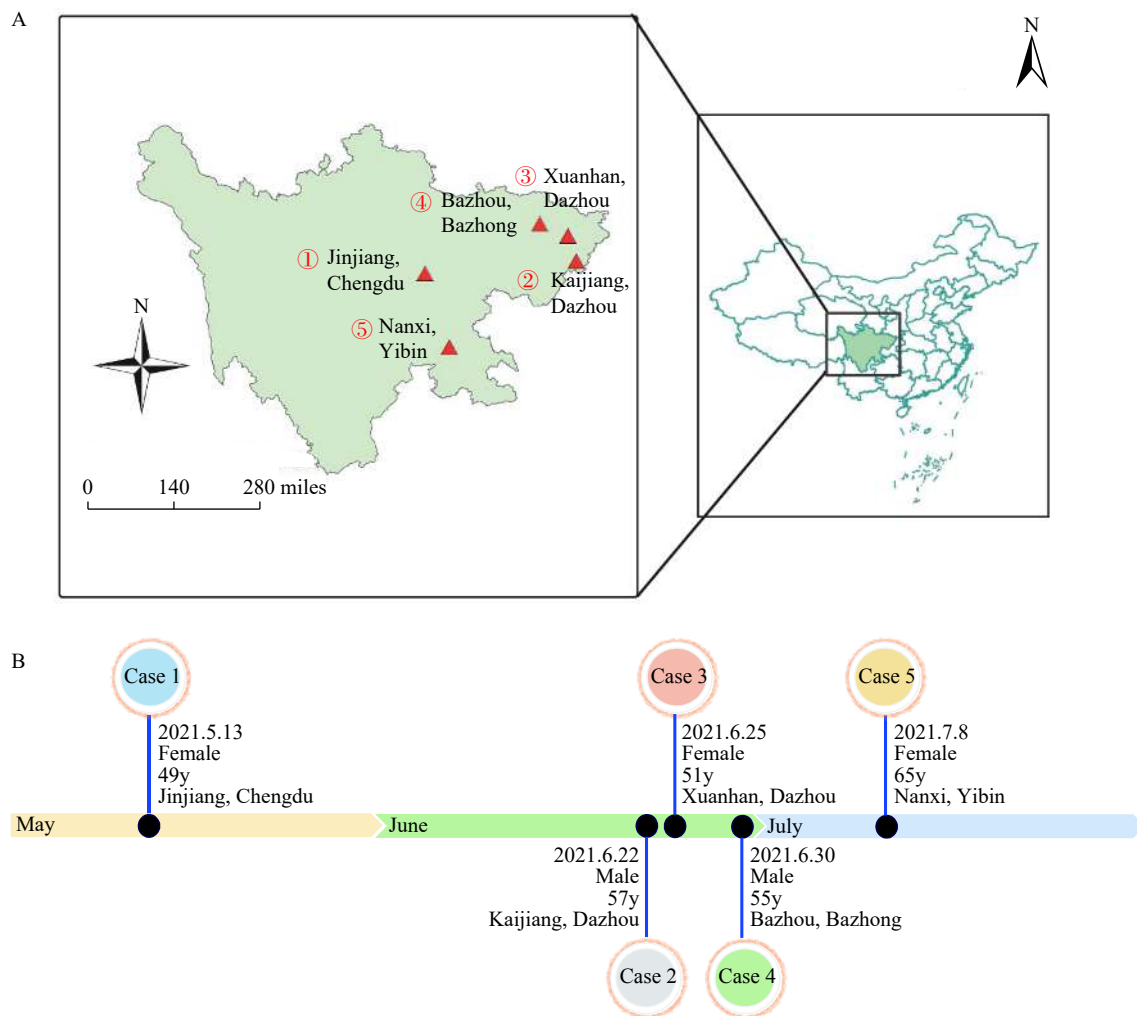 A
N
③ Xuanhan,
Dazhou
④ Bazhou,
Bazhong
① Jinjiang,
Chengdu
② Kaijiang,
Dazhou
⑤ Nanxi,
Yibin
N
0 140 280 miles
B
Case 1
2021.5.13
Female
49y
Jinjiang, Chengdu
Case 3
2021.6.25
Female
51y
Xuanhan, Dazhou
Case 5
2021.7.8
Female
65y
Nanxi, Yibin
May
June
July
2021.6.22
Male
57y
Kaijiang, Dazhou
Case 2
2021.6.30
Male
55y
Bazhou, Bazhong
Case 4